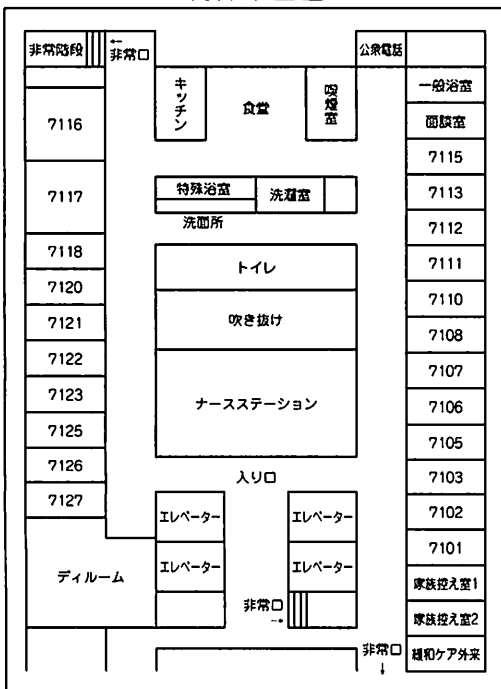 非常階段
←
非常口
公衆電話
キッチン
食堂
喫煙室
一般浴室
面談室
7116
7115
7117
特殊浴室
洗濯室
7113
洗面所
7112
7118
トイレ
7111
7120
7110
7121
吹き抜け
7108
7122
7107
7123
ナースステーション
7106
7125
7105
7126
入り口
7103
7127
エレベーター
エレベーター
7102
7101
ディルーム
エレベーター
エレベーター
家族控え室1
非常口
→
家族控え室2
非常口
↓
緩和ケア外来